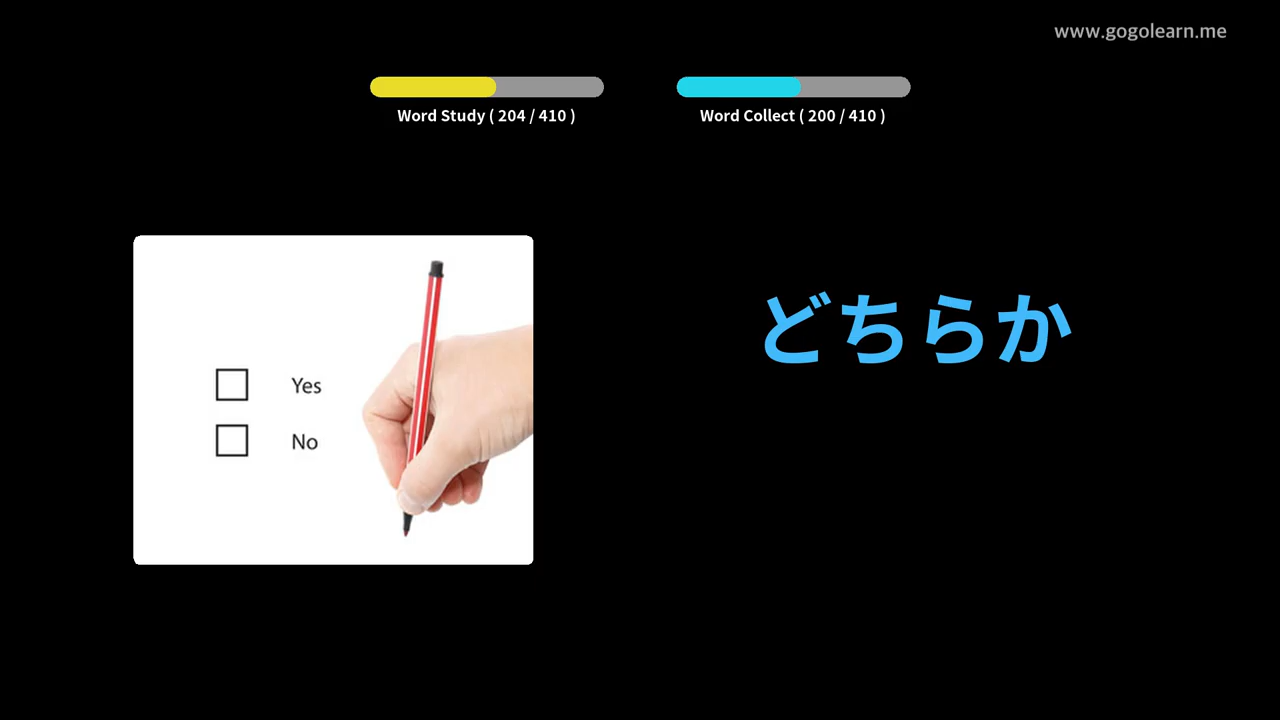 www.gogolearn.me
Word Study ( 204 / 410 )
Word Collect ( 200 / 410 )
どちらか
Yes
No